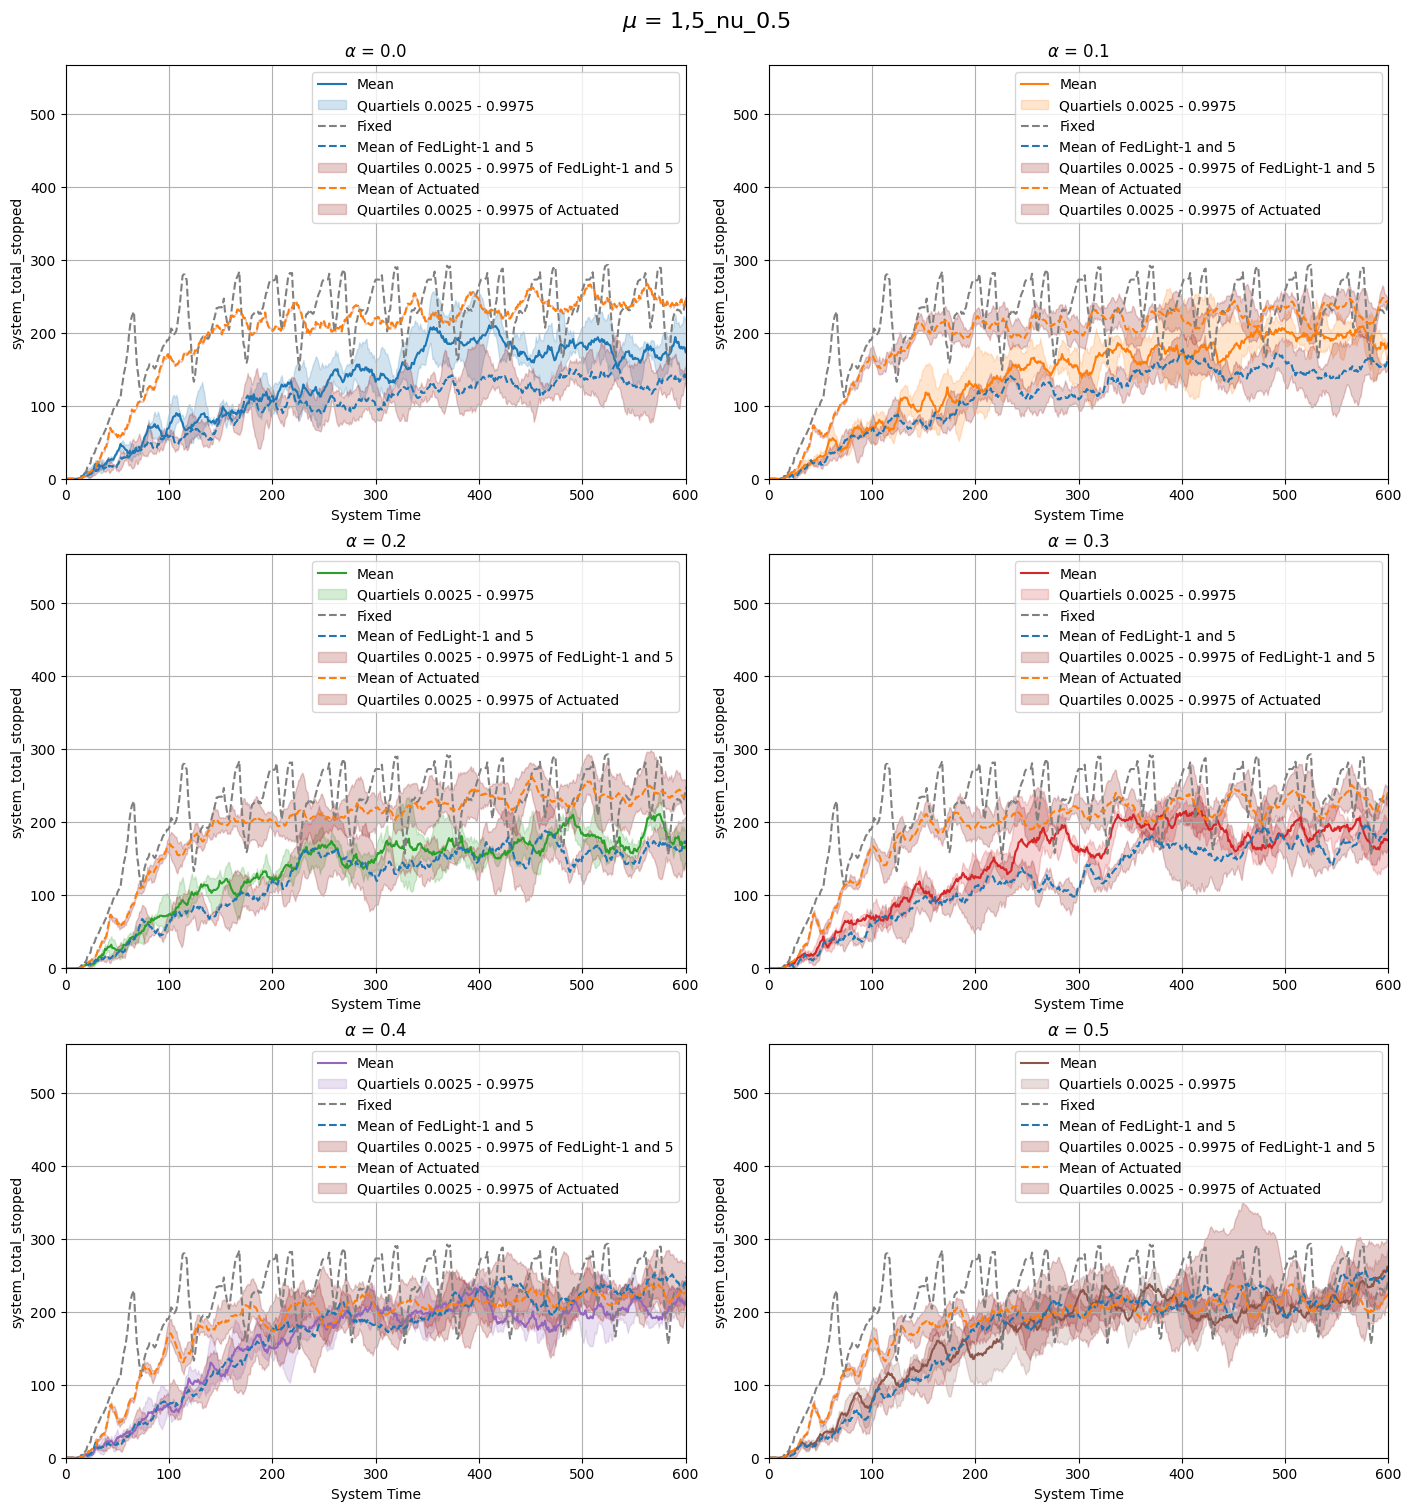 μ = 1,5_nu_0.5
α = 0.0
Mean
Quartiels 0.0025 - 0.9975
Fixed
Mean of FedLight-1 and 5
Quartiles 0.0025 - 0.9975 of FedLight-1 and 5
Mean of Actuated
Quartiles 0.0025 - 0.9975 of Actuated
system_total_stopped
500
400
300
200
100
0
0 100 200 300 400 500 600
System Time
α = 0.1
Mean
Quartiels 0.0025 - 0.9975
Fixed
Mean of FedLight-1 and 5
Quartiles 0.0025 - 0.9975 of FedLight-1 and 5
Mean of Actuated
Quartiles 0.0025 - 0.9975 of Actuated
system_total_stopped
500
400
300
200
100
0
0 100 200 300 400 500 600
System Time
α = 0.2
Mean
Quartiels 0.0025 - 0.9975
Fixed
Mean of FedLight-1 and 5
Quartiles 0.0025 - 0.9975 of FedLight-1 and 5
Mean of Actuated
Quartiles 0.0025 - 0.9975 of Actuated
system_total_stopped
500
400
300
200
100
0
0 100 200 300 400 500 600
System Time
α = 0.3
Mean
Quartiels 0.0025 - 0.9975
Fixed
Mean of FedLight-1 and 5
Quartiles 0.0025 - 0.9975 of FedLight-1 and 5
Mean of Actuated
Quartiles 0.0025 - 0.9975 of Actuated
system_total_stopped
500
400
300
200
100
0
0 100 200 300 400 500 600
System Time
α = 0.4
Mean
Quartiels 0.0025 - 0.9975
Fixed
Mean of FedLight-1 and 5
Quartiles 0.0025 - 0.9975 of FedLight-1 and 5
Mean of Actuated
Quartiles 0.0025 - 0.9975 of Actuated
system_total_stopped
500
400
300
200
100
0
0 100 200 300 400 500 600
System Time
α = 0.5
Mean
Quartiels 0.0025 - 0.9975
Fixed
Mean of FedLight-1 and 5
Quartiles 0.0025 - 0.9975 of FedLight-1 and 5
Mean of Actuated
Quartiles 0.0025 - 0.9975 of Actuated
system_total_stopped
500
400
300
200
100
0
0 100 200 300 400 500 600
System Time